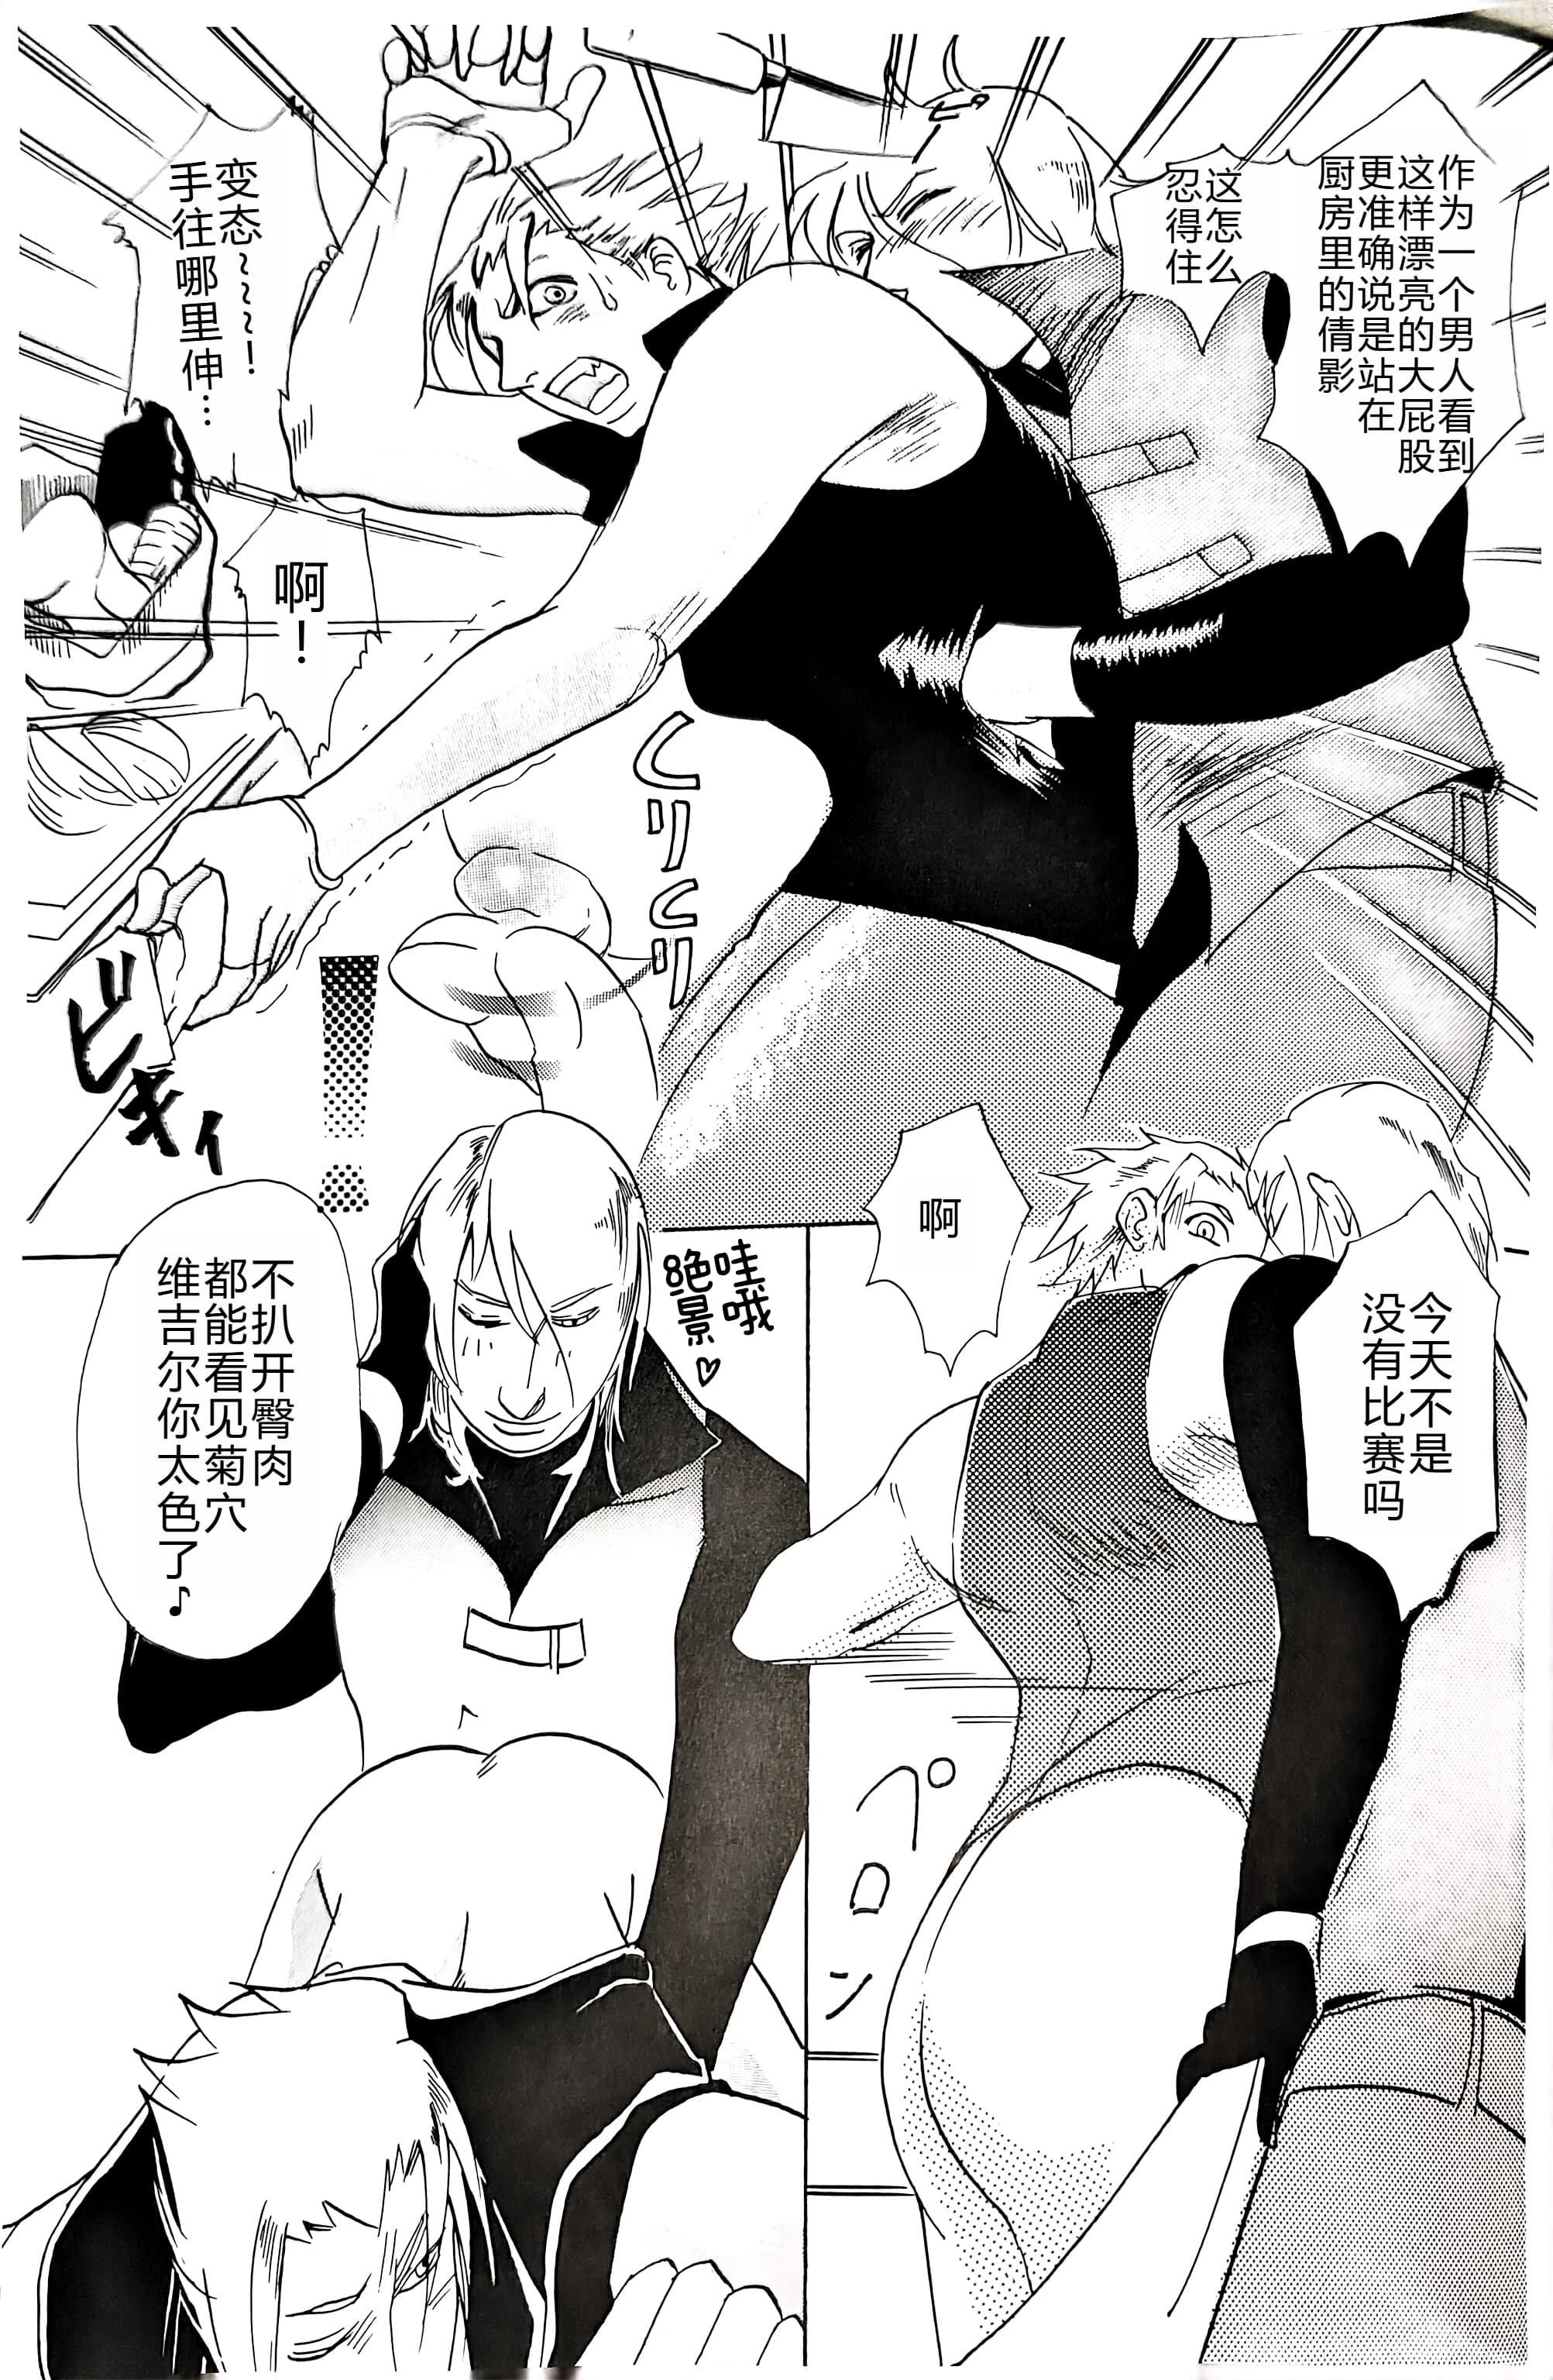 作为一个男人看到
这样漂亮的大屁股
更准确说是站在
厨房里的倩影
这怎么
忍得住
变态~~~~!
手往哪里伸…
啊!
くりくり
ビキィ
!
啊
今天不是
没有比赛吗
ペロン
哇哦
绝景♡
不扒开臀肉
都能看见菊穴
维吉尔你太色了♪